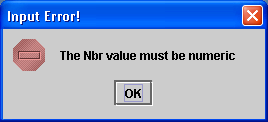 Input Error!
The Nbr value must be numeric
OK